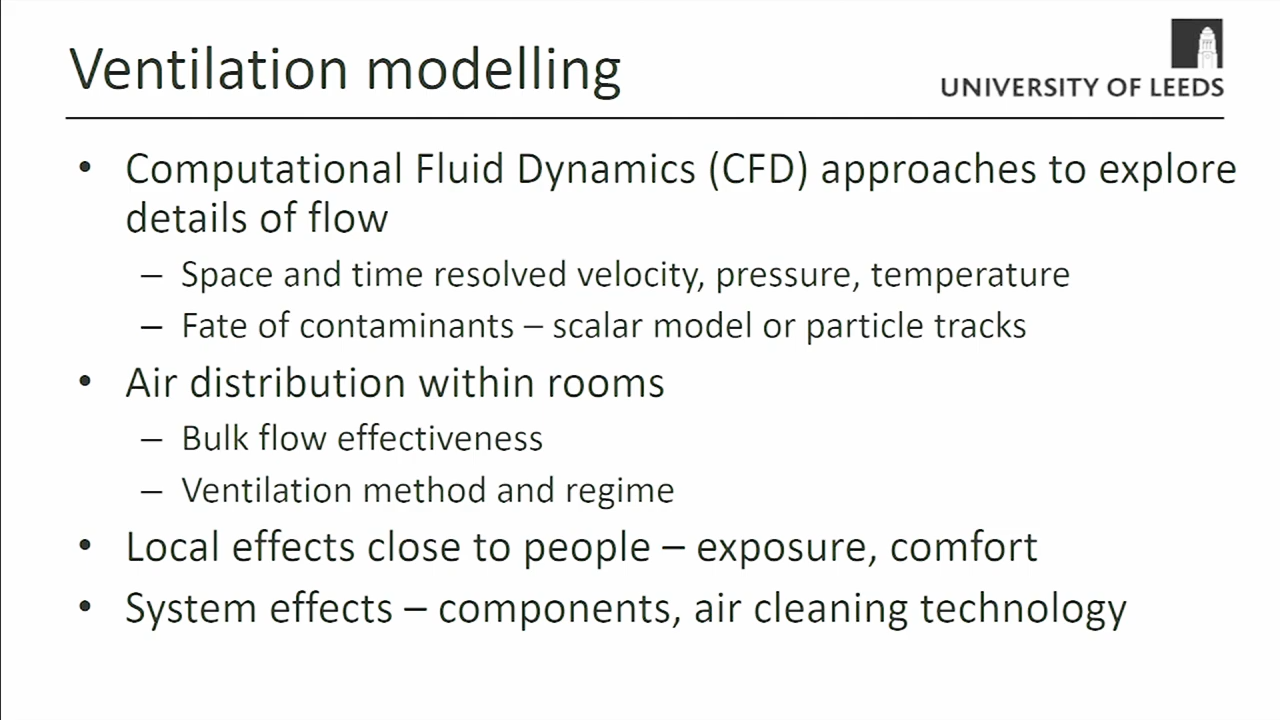 Ventilation modelling
UNIVERSITY OF LEEDS
• Computational Fluid Dynamics (CFD) approaches to explore
details of flow
– Space and time resolved velocity, pressure, temperature
– Fate of contaminants – scalar model or particle tracks
• Air distribution within rooms
– Bulk flow effectiveness
– Ventilation method and regime
• Local effects close to people – exposure, comfort
• System effects – components, air cleaning technology